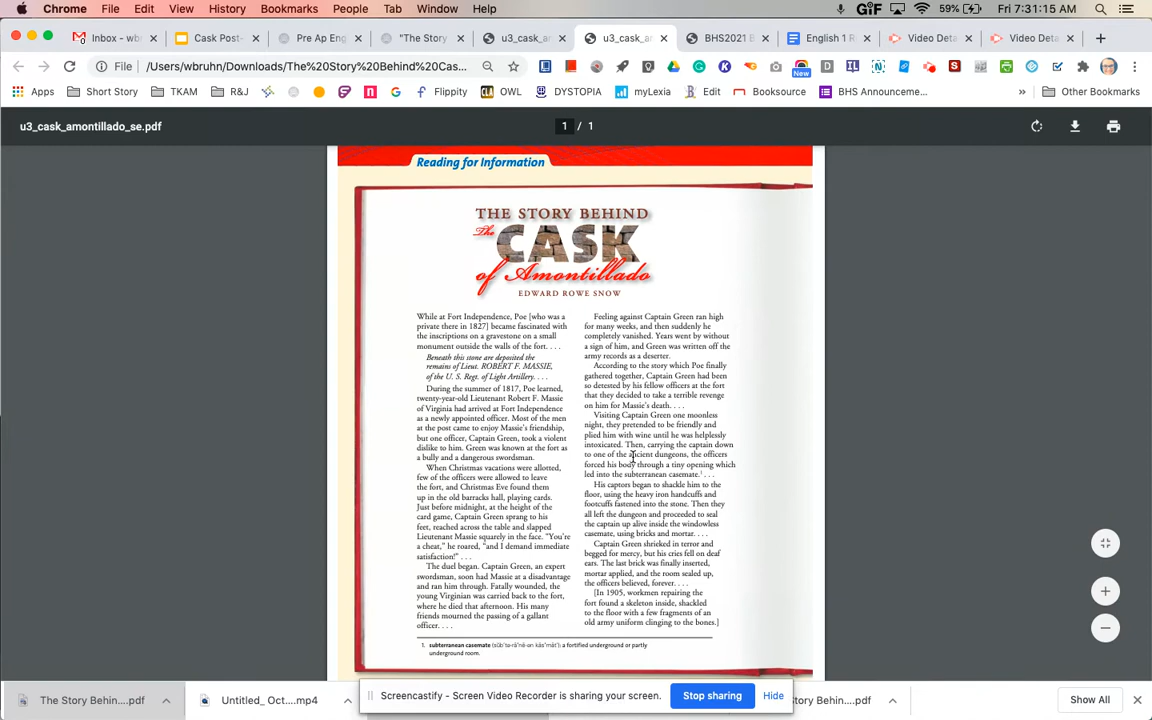 Chrome File Edit View History Bookmarks People Tab Window Help GIF 59% Fri 7:31:15 AM
Inbox - wbr Cask Post- Pre Ap Eng "The Story u3_cask_a u3_cask_a BHS2021 B English 1 R Video Det Video Det
File /Users/wbruhn/Downloads/The%20Story%20Behind%20Cas...
Apps Short Story TKAM R&J Flippity OWL DYSTOPIA myLexia Edit Booksource BHS Announceme... » Other Bookmarks
u3_cask_amontillado_se.pdf 1 / 1
Reading for Information
THE STORY BEHIND
The CASK
of Amontillado
EDWARD ROWE SNOW
While at Fort Independence, Poe [who was a
private there in 1827] became fascinated with
the inscriptions on a gravestone on a small
monument outside the walls of the fort. . . .
Beneath this stone are deposited the
remains of Lieut. ROBERT F. MASSIE,
of the U. S. Regt. of Light Artillery. . . .
During the summer of 1817, Poe learned,
twenty-year-old Lieutenant Robert F. Massie
of Virginia had arrived at Fort Independence
as a newly appointed officer. Most of the men
at the post came to enjoy Massie's friendship,
but one officer, Captain Green, took a violent
dislike to him. Green was known at the fort as
a bully and a dangerous swordsman.
When Christmas vacations were allotted,
few of the officers were allowed to leave
the fort, and Christmas Eve found them
up in the old barracks hall, playing cards.
Just before midnight, at the height of the
card game, Captain Green sprang to his
feet, reached across the table and slapped
Lieutenant Massie squarely in the face. "You're
a cheat," he roared, "and I demand immediate
satisfaction!" . . .
The duel began. Captain Green, an expert
swordsman, soon had Massie at a disadvantage
and ran him through. Fatally wounded, the
young Virginian was carried back to the fort,
where he died that afternoon. His many
friends mourned the passing of a gallant
officer. . . .
Feeling against Captain Green ran high
for many weeks, and then suddenly he
completely vanished. Years went by without
a sign of him, and Green was written off the
army records as a deserter.
According to the story which Poe finally
gathered together, Captain Green had been
so detested by his fellow officers at the fort
that they decided to take a terrible revenge
on him for Massie's death. . . .
Visiting Captain Green one moonless
night, they pretended to be friendly and
plied him with wine until he was helplessly
intoxicated. Then, carrying the captain down
to one of the ancient dungeons, the officers
forced his body through a tiny opening which
led into the subterranean casemate.¹ . . .
His captors began to shackle him to the
floor, using the heavy iron handcuffs and
footcuffs fastened into the stone. Then they
all left the dungeon and proceeded to seal
the captain up alive inside the windowless
casemate, using bricks and mortar. . . .
Captain Green shrieked in terror and
begged for mercy, but his cries fell on deaf
ears. The last brick was finally inserted,
mortar applied, and the room sealed up,
the officers believed, forever. . . .
[In 1905, workmen repairing the
fort found a skeleton inside, shackled
to the floor with a few fragments of an
old army uniform clinging to the bones.]
1. subterranean casemate (sŭb'tə-rā'nē-ən kās'māt'): a fortified underground or partly
underground room.
The Story Behin....pdf Untitled_ Oct....mp4 Screencastify - Screen Video Recorder is sharing your screen. Stop sharing Hide Story Behin....pdf Show All